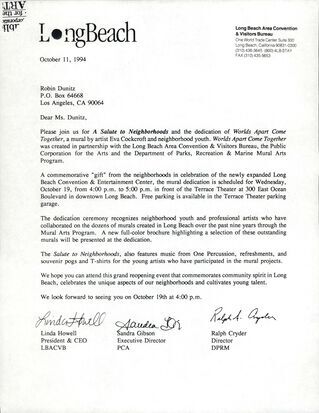 LongBeach
Long Beach Area Convention
& Visitors Bureau
One World Trade Center Suite 300
Long Beach, California 90831-0300
October 11, 1994
Robin Dunitz
P.O. Box 64668
Los Angeles, CA 90064
Dear Ms. Dunitz,
Please join us for A Salute to Neighborhoods and the dedication of Worlds Apart Come
Together, a mural by artist Eva Cockcroft and neighborhood youth. Worlds Apart Come Together
was created in partnership with the Long Beach Area Convention & Visitors Bureau, the Public
Corporation for the Arts and the Department of Parks, Recreation & Marine Mural Arts
Program.
A commemorative "gift" from the neighborhoods in celebration of the newly expanded Long
Beach Convention & Entertainment Center, the mural dedication is scheduled for Wednesday,
October 19, from 4:00 p.m. to 5:00 p.m. in front of the Terrace Theater at 300 East Ocean
Boulevard in downtown Long Beach. Free parking is available in the Terrace Theater parking
garage.
The dedication ceremony recognizes neighborhood youth and professional artists who have
collaborated on the dozens of murals created in Long Beach over the past nine years through the
Mural Arts Program. A new full-color brochure highlighting a selection of these outstanding
murals will be presented at the dedication.
The Salute to Neighborhoods, also features music from One Percussion, refreshments, and
souvenir pogs and T-shirts for the young artists who have participated in the mural projects.
We hope you can attend this grand reopening event that commemorates community spirit in Long
Beach, celebrates the unique aspects of our neighborhoods and cultivates young talent.
We look forward to seeing you on October 19th at 4:00 p.m.
Linda Howell
Ralph A. Cryder
Linda Howell Sandra Gibson Ralph Cryder
President & CEO Executive Director Director
LBACVB PCA DPRM